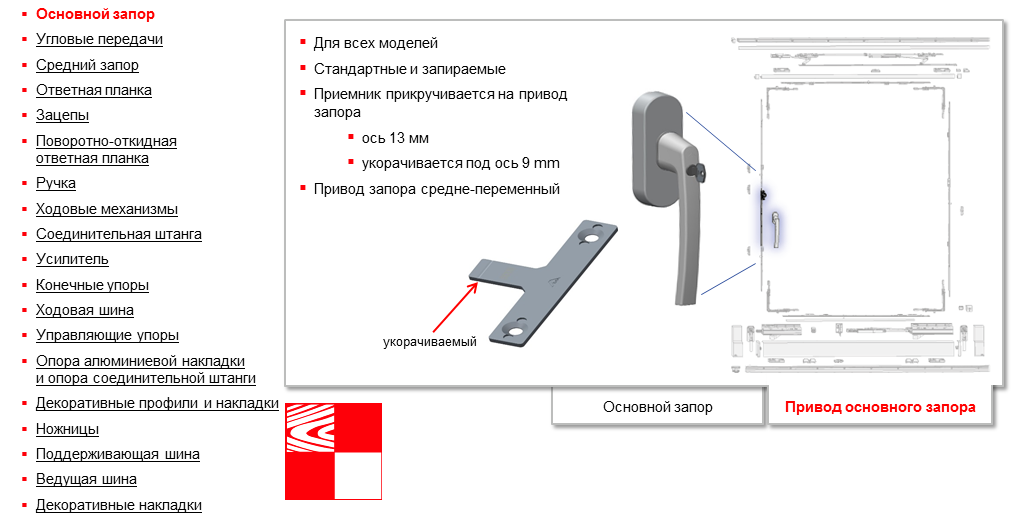 Основной запор
Угловые передачи
Средний запор
Ответная планка
Зацепы
Поворотно-откидная
ответная планка
Ручка
Ходовые механизмы
Соединительная штанга
Усилитель
Конечные упоры
Ходовая шина
Управляющие упоры
Опора алюминиевой накладки
и опора соединительной штанги
Декоративные профили и накладки
Ножницы
Поддерживающая шина
Ведущая шина
Декоративные накладки
Для всех моделей
Стандартные и запираемые
Приемник прикручивается на привод
запора
ось 13 мм
укорачивается под ось 9 mm
Привод запора средне-переменный
укорачиваемый
Основной запор
Привод основного запора